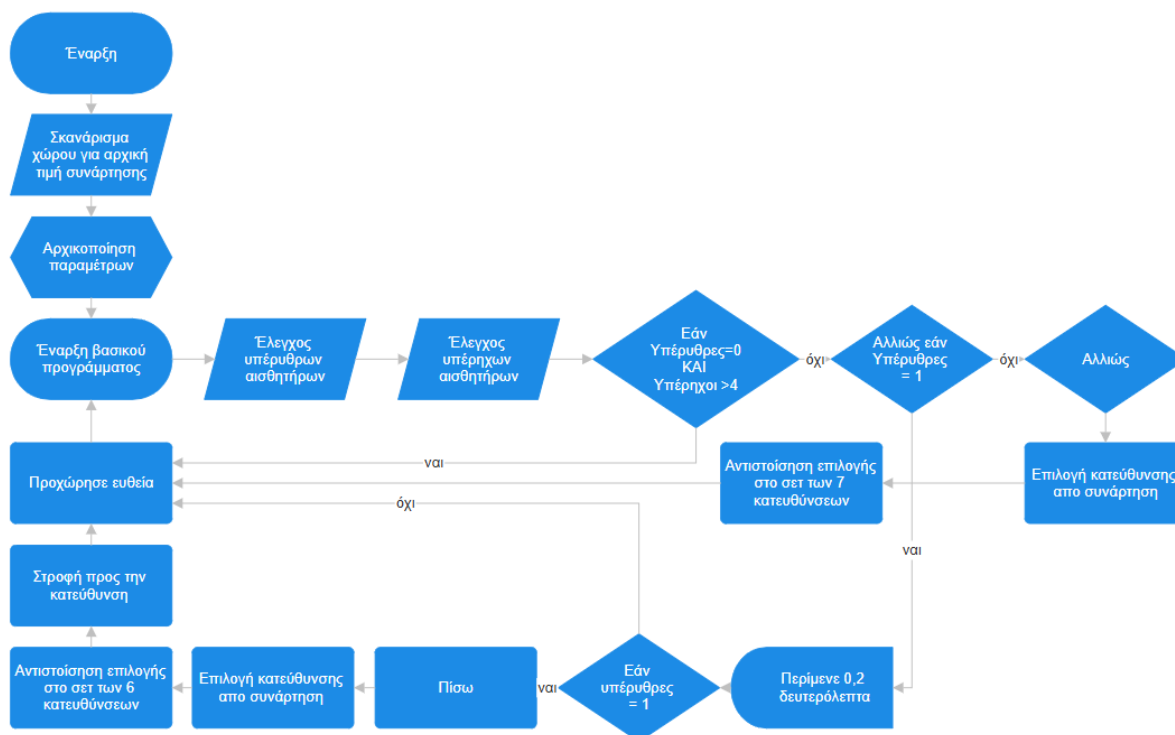 Έναρξη
Σκανάρισμα
χώρου για αρχική
τιμή συνάρτησης
Αρχικοποίηση
παραμέτρων
Έναρξη βασικού
προγράμματος
Έλεγχος
υπέρυθρων
αισθητήρων
Έλεγχος
υπέρηχων
αισθητήρων
Εάν
Υπέρυθρες=0
ΚΑΙ
Υπέρηχοι >4
όχι
Αλλιώς εάν
Υπέρυθρες
= 1
όχι
Αλλιώς
ναι
Προχώρησε ευθεία
Αντιστοίσηση επιλογής
στο σετ των 7
κατευθύνσεων
Επιλογή κατεύθυνσης
απο συνάρτηση
όχι
ναι
Στροφή προς την
κατεύθυνση
Αντιστοίσηση επιλογής
στο σετ των 6
κατευθύνσεων
Επιλογή κατεύθυνσης
απο συνάρτηση
Πίσω
ναι
Εάν
υπέρυθρες
= 1
Περίμενε 0,2
δευτερόλεπτα